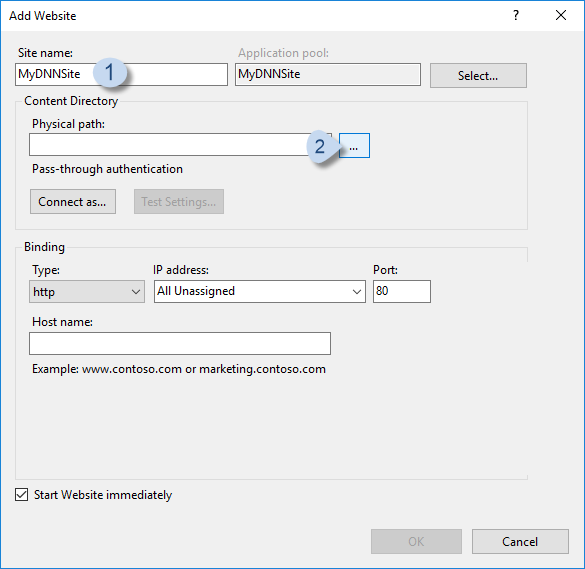 Add Website
?
Site name:
Application pool:
MyDNNSite
1
MyDNNSite
Select...
Content Directory
Physical path:
2
...
Pass-through authentication
Connect as...
Test Settings...
Binding
Type:
IP address:
Port:
http
All Unassigned
80
Host name:
Example: www.contoso.com or marketing.contoso.com
Start Website immediately
OK
Cancel